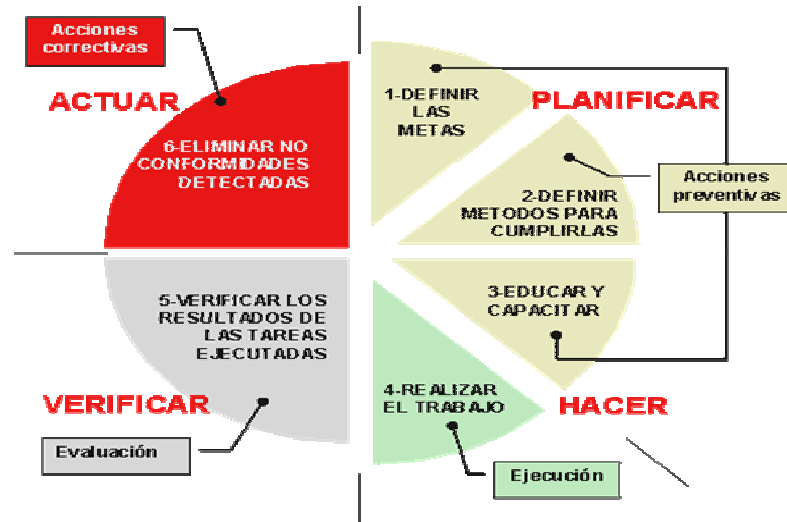 Acciones
correctivas
ACTUAR
6-ELIMINAR NO
CONFORMIDADES
DETECTADAS
1-DEFINIR
LAS
METAS
PLANIFICAR
2-DEFINIR
METODOS PARA
CUMPLIRLAS
Acciones
preventivas
3-EDUCAR Y
CAPACITAR
4-REALIZAR
EL TRABAJO
HACER
Ejecución
5-VERIFICAR LOS
RESULTADOS DE
LAS TAREAS
EJECUTADAS
VERIFICAR
Evaluación